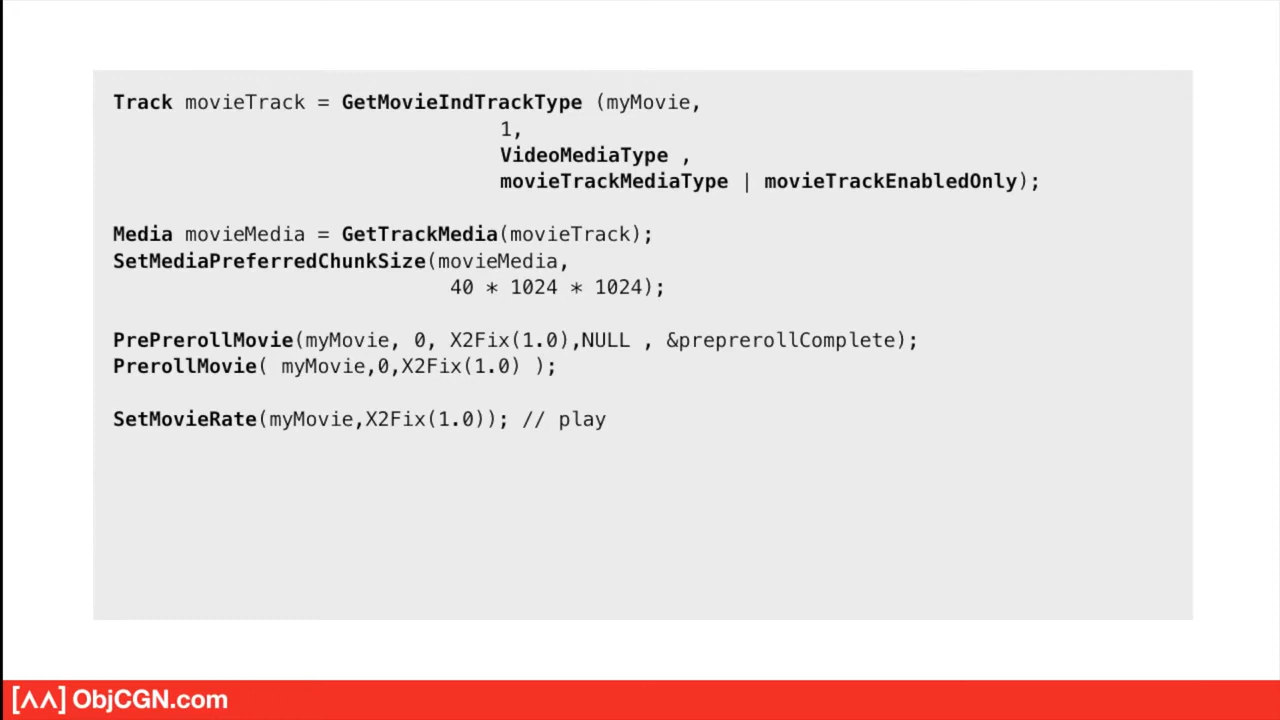 Track movieTrack = GetMovieIndTrackType (myMovie,
1,
VideoMediaType ,
movieTrackMediaType | movieTrackEnabledOnly);
Media movieMedia = GetTrackMedia(movieTrack);
SetMediaPreferredChunkSize(movieMedia,
40 * 1024 * 1024);
PrePrerollMovie(myMovie, 0, X2Fix(1.0),NULL , &preprerollComplete);
PrerollMovie( myMovie,0,X2Fix(1.0) );
SetMovieRate(myMovie,X2Fix(1.0)); // play
[ʌʌ] ObjCGN.com